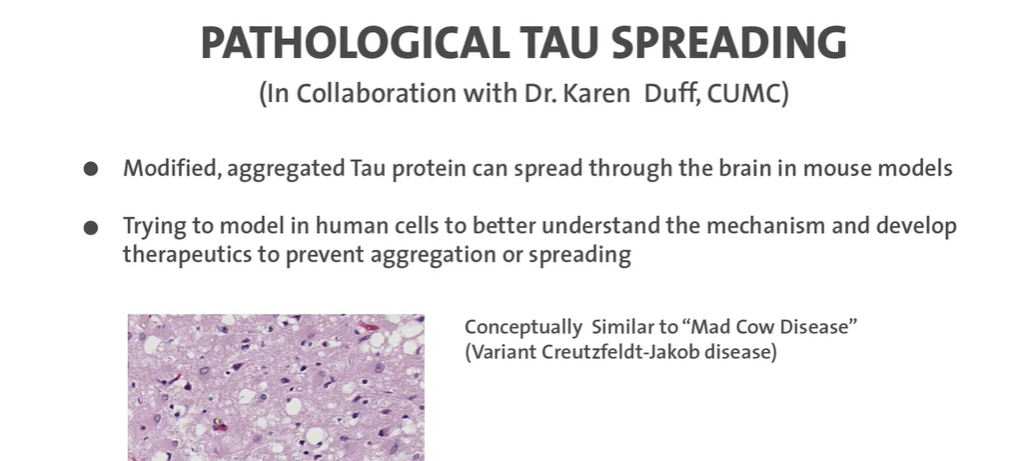 PATHOLOGICAL TAU SPREADING
(In Collaboration with Dr. Karen Duff, CUMC)
● Modified, aggregated Tau protein can spread through the brain in mouse models
● Trying to model in human cells to better understand the mechanism and develop
therapeutics to prevent aggregation or spreading
Conceptually Similar to “Mad Cow Disease”
(Variant Creutzfeldt-Jakob disease)